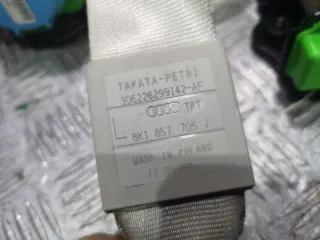 TAKATA-PETRI
306226299142-AF
TPT
8K1 857 705 J
MADE IN POLAND